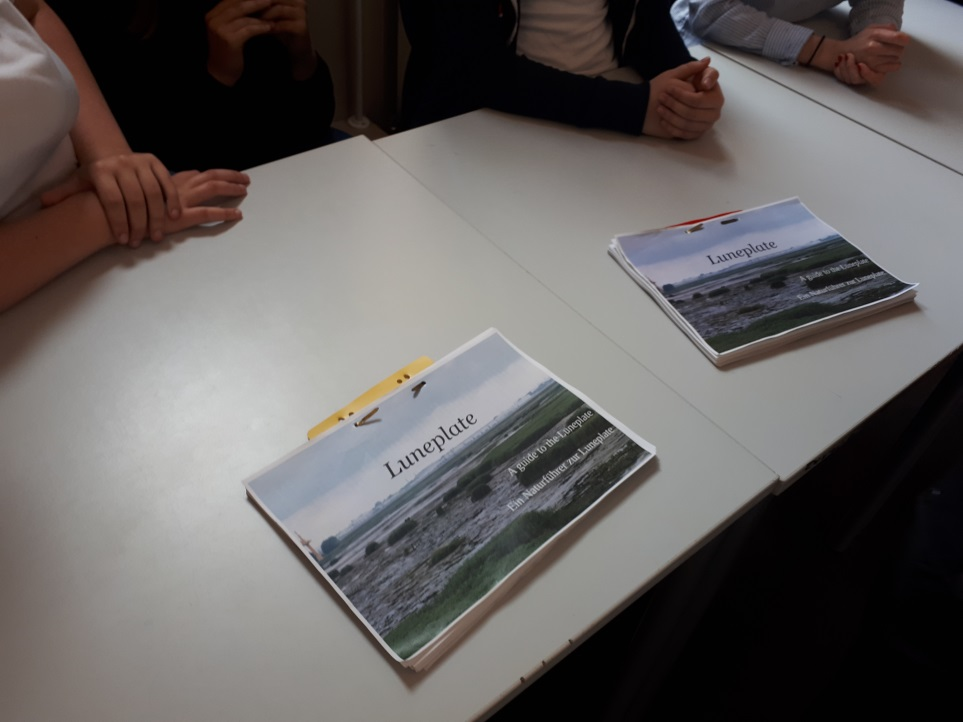 Luneplate
A guide to the Luneplate
Ein Naturführer zur Luneplate
Luneplate
A guide to the Luneplate
Ein Naturführer zur Luneplate